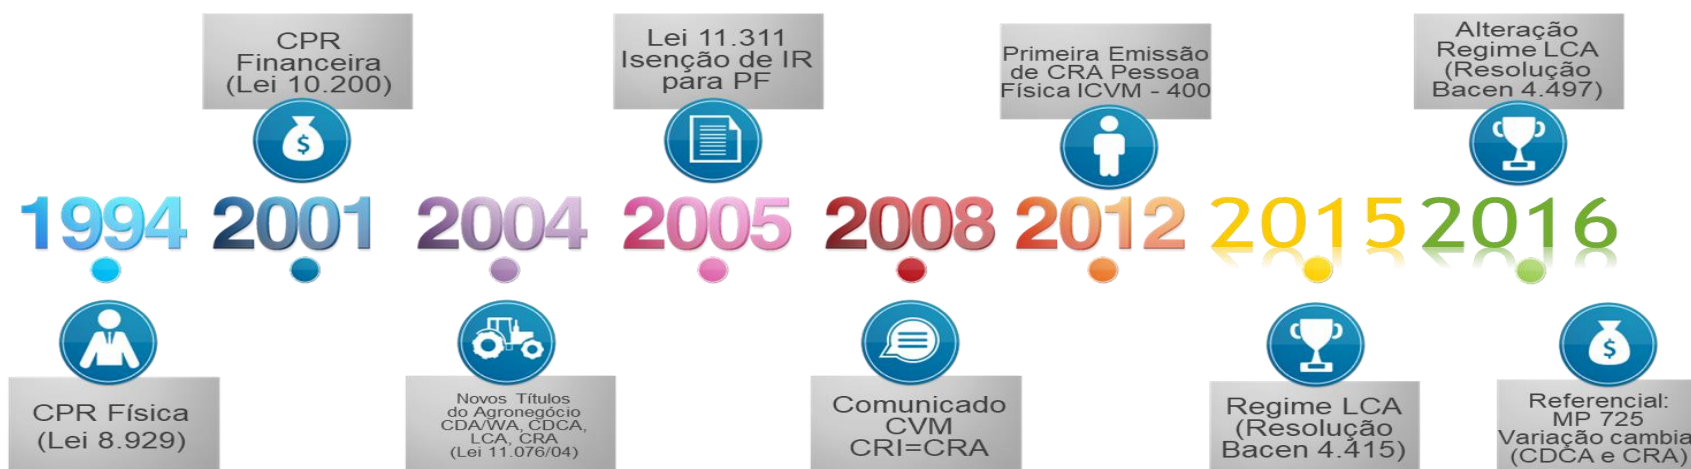 CPR
Financeira
(Lei 10.200)
Lei 11.311
Isenção de IR
para PF
Primeira Emissão
de CRA Pessoa
Física ICVM - 400
Alteração
Regime LCA
(Resolução
Bacen 4.497)
$
1994
2001
2004
2005
2008
2012
2015
2016
$
CPR Física
(Lei 8.929)
Novos Títulos
do Agronegócio
CDA/WA, CDCA,
LCA, CRA
(Lei 11.076/04)
Comunicado
CVM
CRI=CRA
Regime LCA
(Resolução
Bacen 4.415)
Referencial:
MP 725
Variação cambia
(CDCA e CRA)